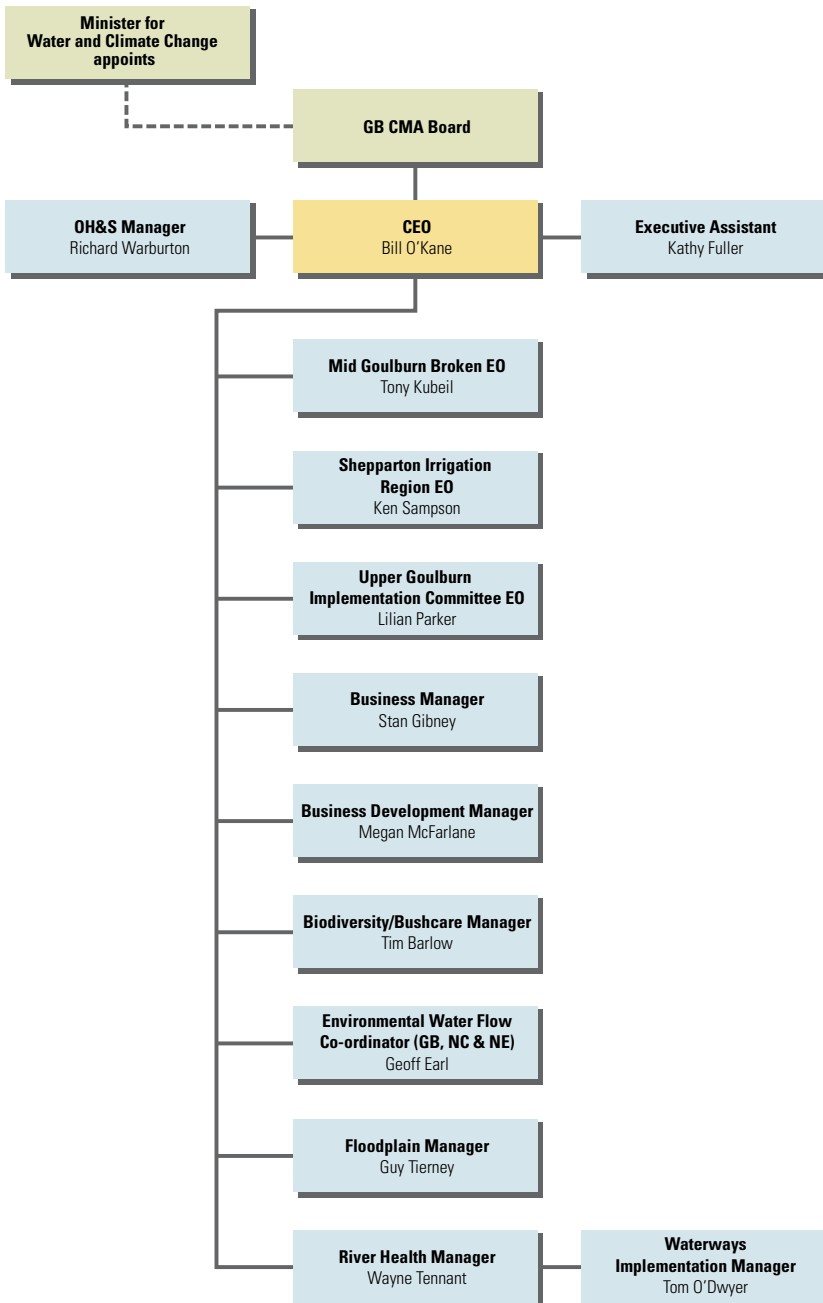 Minister for
Water and Climate Change
appoints
GB CMA Board
OH&S Manager
Richard Warburton
CEO
Bill O’Kane
Executive Assistant
Kathy Fuller
Mid Goulburn Broken EO
Tony Kubeil
Shepparton Irrigation
Region EO
Ken Sampson
Upper Goulburn
Implementation Committee EO
Lilian Parker
Business Manager
Stan Gibney
Business Development Manager
Megan McFarlane
Biodiversity/Bushcare Manager
Tim Barlow
Environmental Water Flow
Co-ordinator (GB, NC & NE)
Geoff Earl
Floodplain Manager
Guy Tierney
River Health Manager
Wayne Tennant
Waterways
Implementation Manager
Tom O’Dwyer